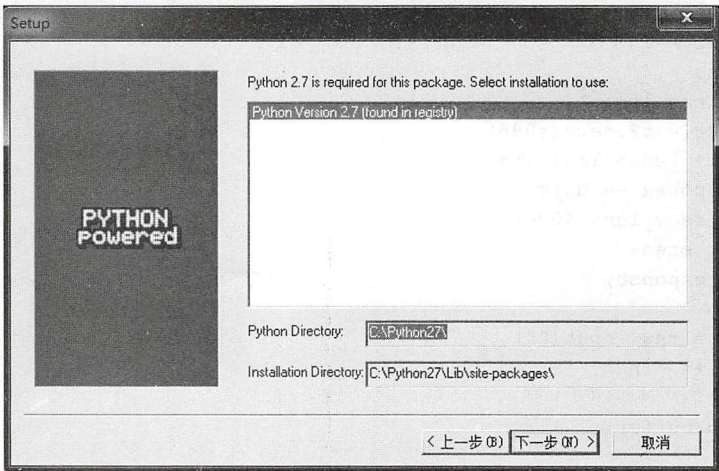 Setup
Python 2.7 is required for this package. Select installation to use:
Python Version 2.7 (found in registry)
PYTHON
powered
Python Directory: C:\Python27\
Installation Directory: C:\Python27\Lib\site-packages\
< 上一步(B) 下一步(N) > 取消